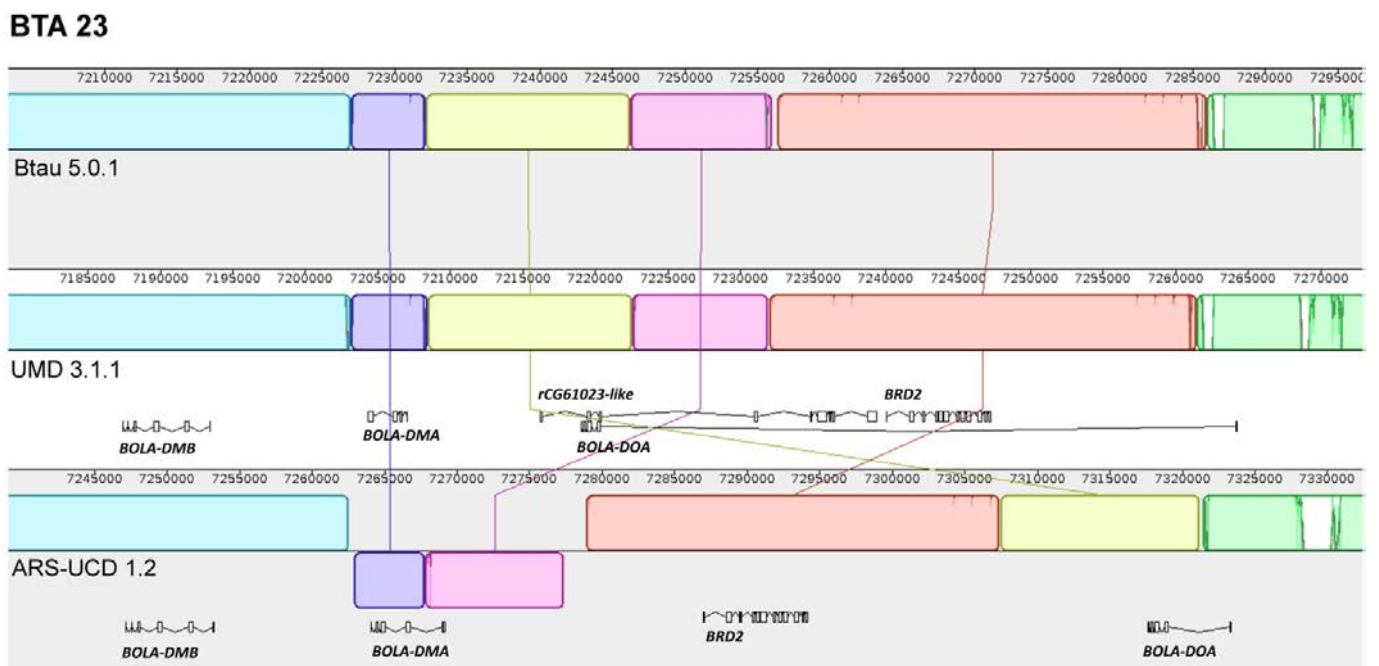 BTA 23
7210000 7215000 7220000 7225000 7230000 7235000 7240000 7245000 7250000 7255000 7260000 7265000 7270000 7275000 7280000 7285000 7290000 7295000
Btau 5.0.1
7185000 7190000 7195000 7200000 7205000 7210000 7215000 7220000 7225000 7230000 7235000 7240000 7245000 7250000 7255000 7260000 7265000 7270000
UMD 3.1.1
rCG61023-like BRD2
BOLA-DMB BOLA-DMA BOLA-DOA
7245000 7250000 7255000 7260000 7265000 7270000 7275000 7280000 7285000 7290000 7295000 7300000 7305000 7310000 7315000 7320000 7325000 7330000
ARS-UCD 1.2
BRD2
BOLA-DMB BOLA-DMA BOLA-DOA